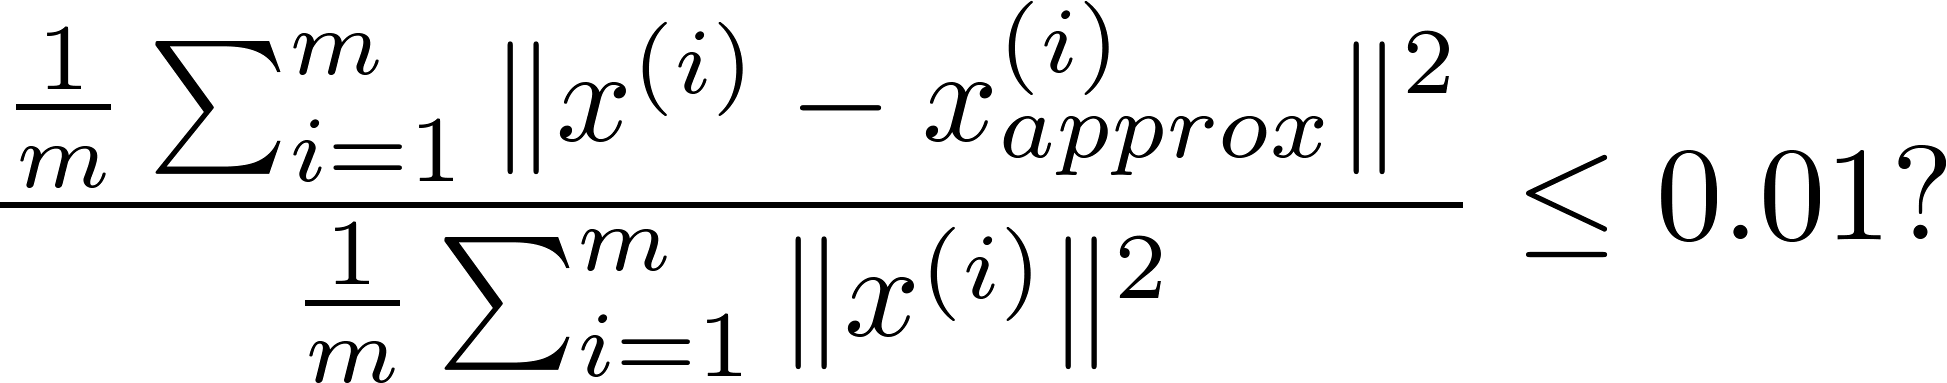 \frac{\frac{1}{m} \sum_{i=1}^{m} \|x^{(i)} - x_{approx}^{(i)}\|^2}{\frac{1}{m} \sum_{i=1}^{m} \|x^{(i)}\|^2} \leq 0.01?